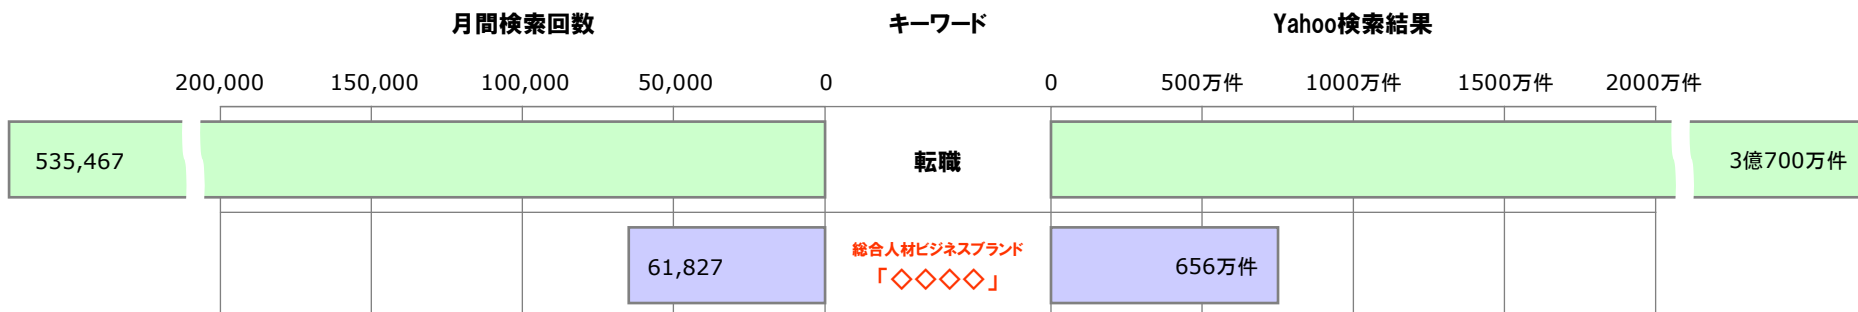 月間検索回数 キーワード Yahoo検索結果
200,000 150,000 100,000 50,000 0 0 500万件 1000万件 1500万件 2000万件
535,467 転職 3億700万件
総合人材ビジネスブランド
61,827 「◇◇◇◇」 656万件